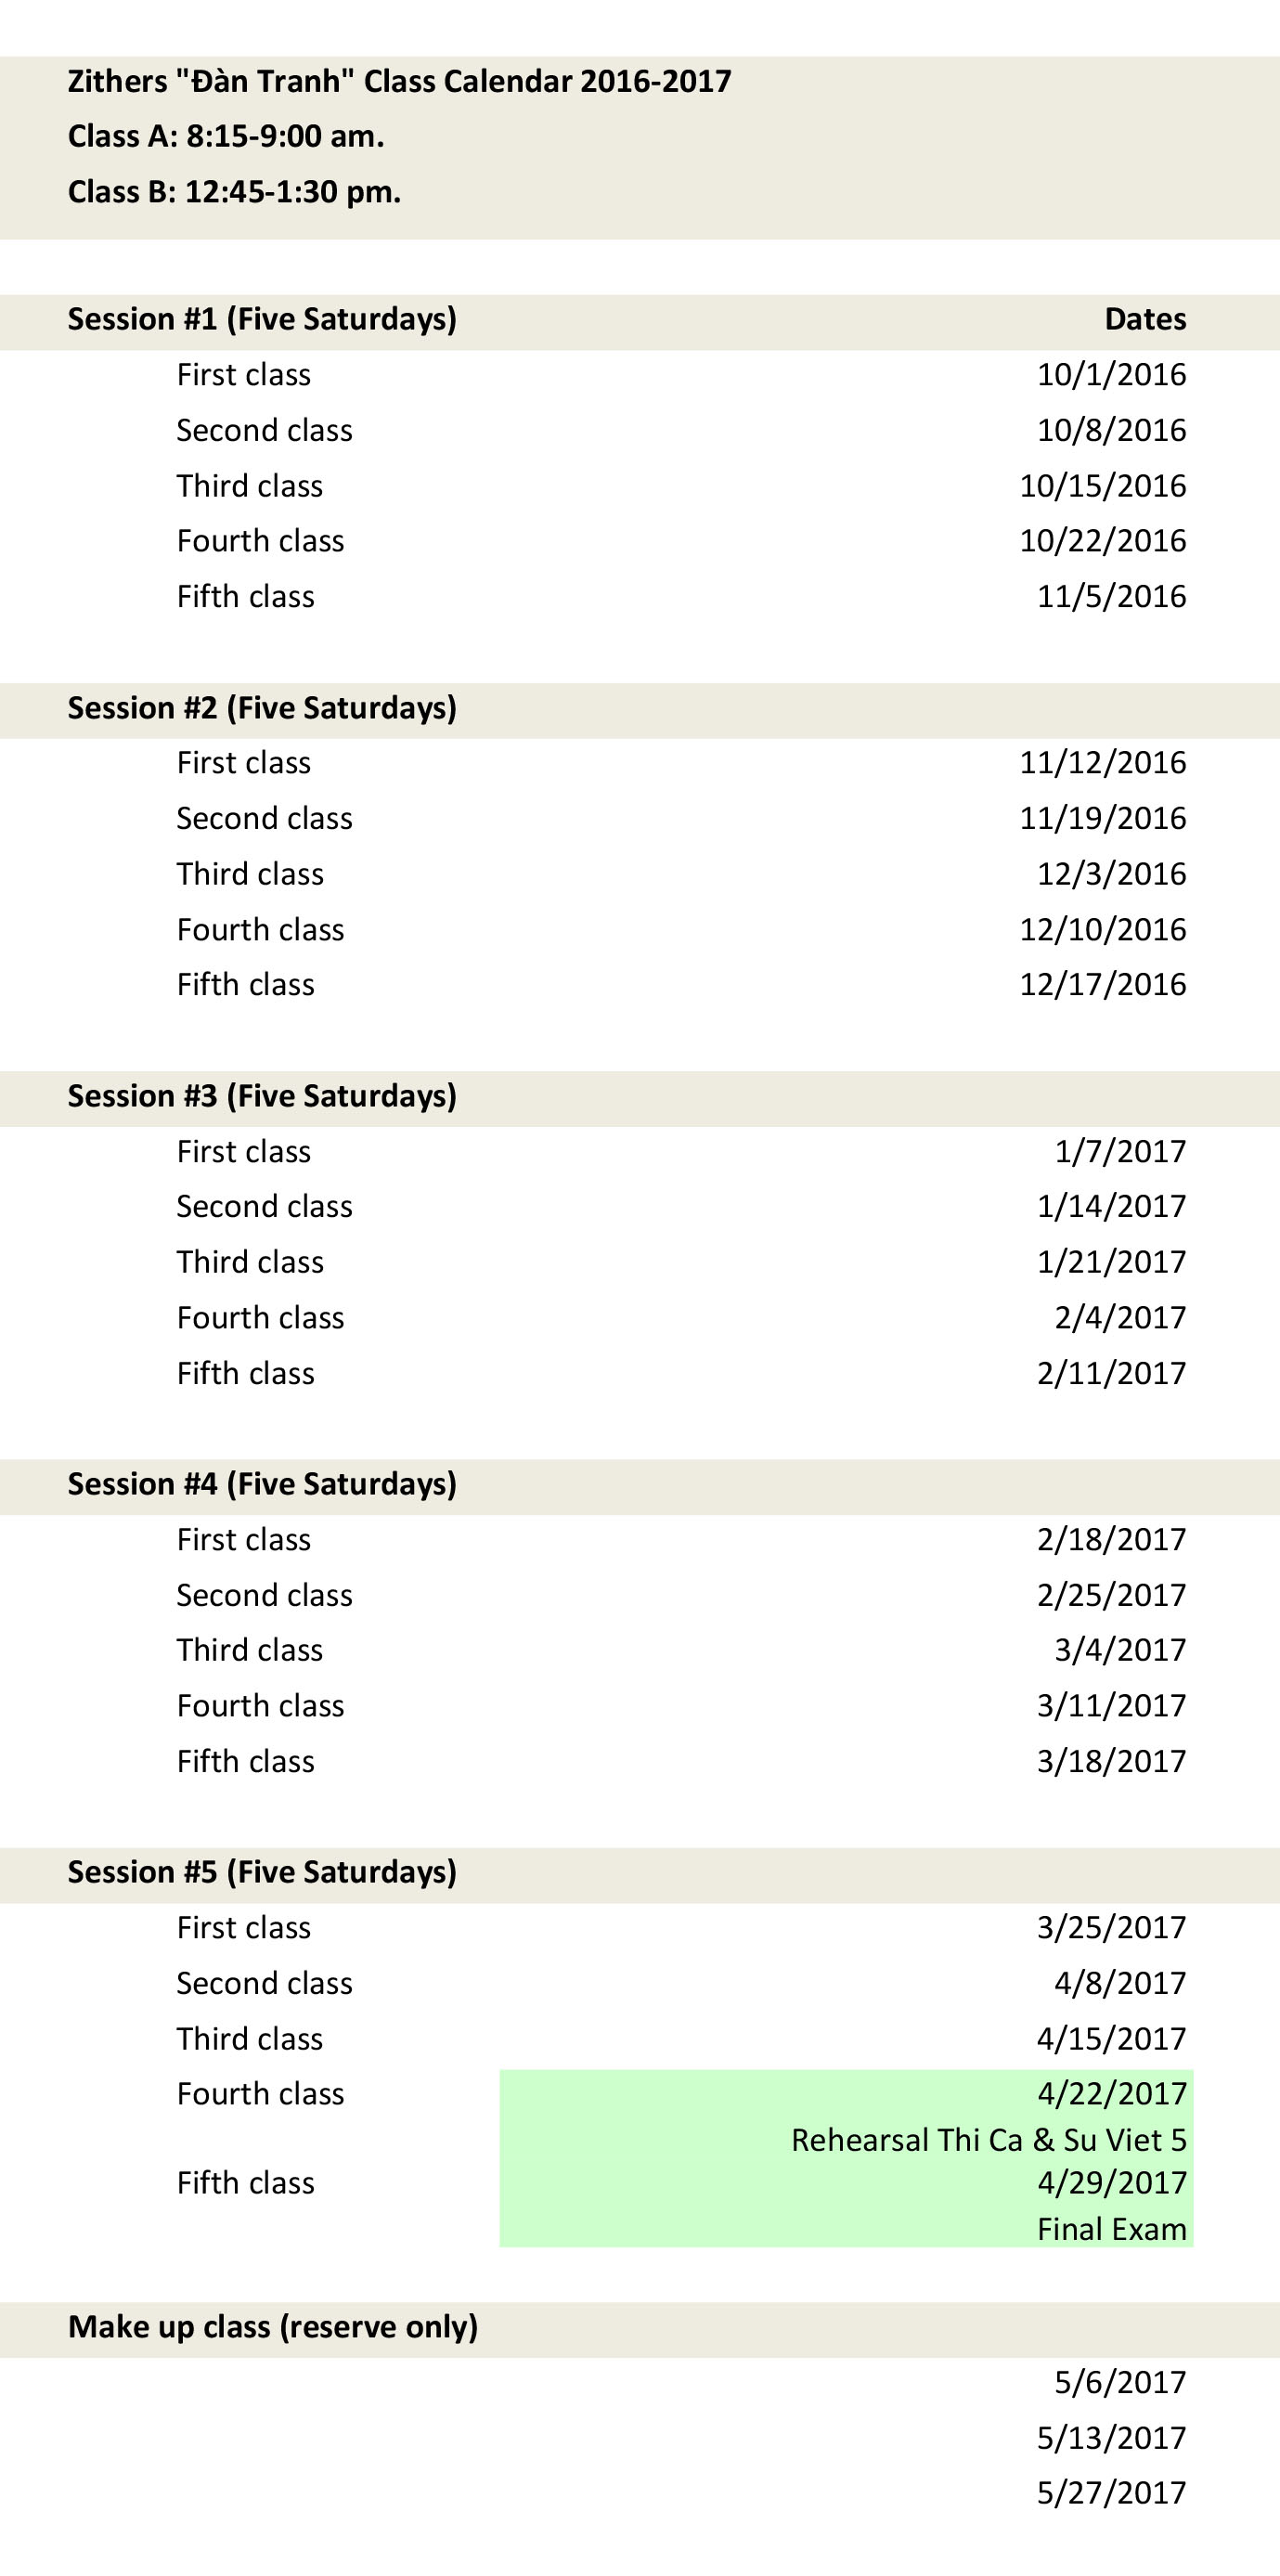 Zithers "Đàn Tranh" Class Calendar 2016-2017
Class A: 8:15-9:00 am.
Class B: 12:45-1:30 pm.
Session #1 (Five Saturdays) Dates
First class 10/1/2016
Second class 10/8/2016
Third class 10/15/2016
Fourth class 10/22/2016
Fifth class 11/5/2016
Session #2 (Five Saturdays)
First class 11/12/2016
Second class 11/19/2016
Third class 12/3/2016
Fourth class 12/10/2016
Fifth class 12/17/2016
Session #3 (Five Saturdays)
First class 1/7/2017
Second class 1/14/2017
Third class 1/21/2017
Fourth class 2/4/2017
Fifth class 2/11/2017
Session #4 (Five Saturdays)
First class 2/18/2017
Second class 2/25/2017
Third class 3/4/2017
Fourth class 3/11/2017
Fifth class 3/18/2017
Session #5 (Five Saturdays)
First class 3/25/2017
Second class 4/8/2017
Third class 4/15/2017
Fourth class 4/22/2017
Rehearsal Thi Ca & Su Viet 5
Fifth class 4/29/2017
Final Exam
Make up class (reserve only)
5/6/2017
5/13/2017
5/27/2017